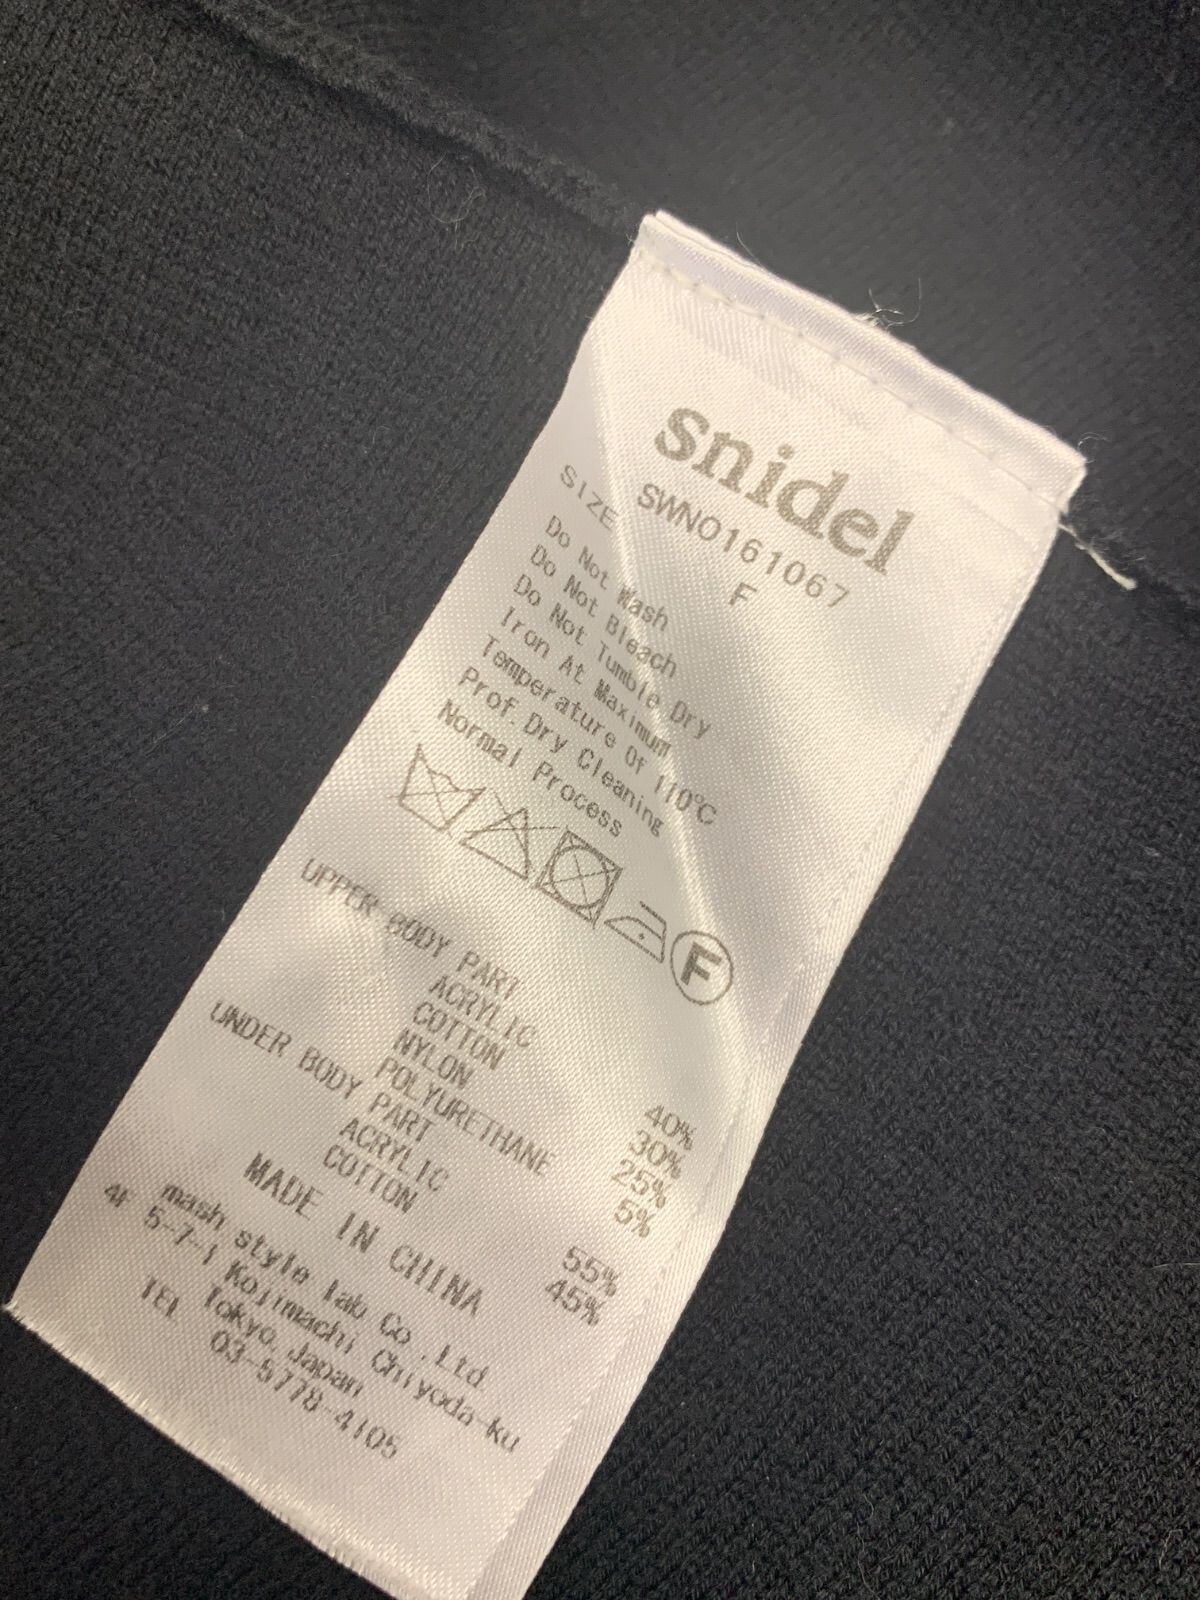 snidel
SWNO161067
SIZE F
Do Not Wash
Do Not Bleach
Do Not Tumble Dry
Iron At Maximum
Temperature Of 110℃
Prof. Dry Cleaning
Normal Process
F
UPPER BODY PART
ACRYLIC 40%
COTTON 30%
NYLON 25%
POLYURETHANE 5%
UNDER BODY PART
ACRYLIC 55%
COTTON 45%
MADE IN CHINA
mash style lab Co.,Ltd.
4F 5-7-1 Kojimachi Chiyoda-ku
Tokyo,Japan
TEL 03-5778-4105